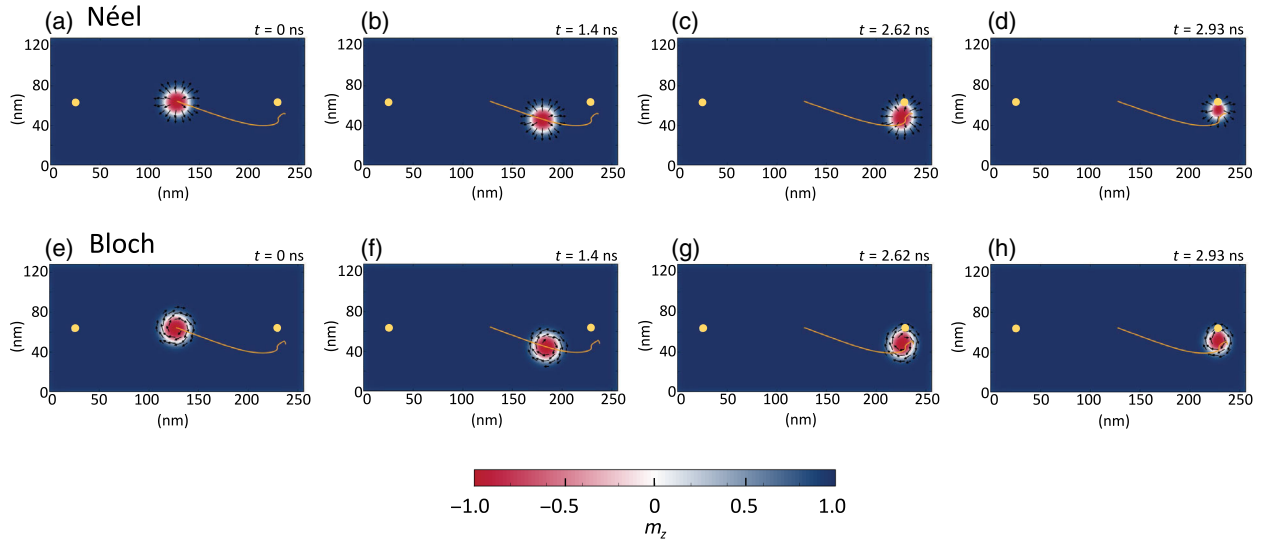 (a) Néel (b) (c) (d)
t = 0 ns t = 1.4 ns t = 2.62 ns t = 2.93 ns
120 120 120 120
80 80 80 80
(nm) (nm) (nm) (nm)
40 40 40 40
0 0 0 0
0 50 100 150 200 250 0 50 100 150 200 250 0 50 100 150 200 250 0 50 100 150 200 250
(nm) (nm) (nm) (nm)
(e) Bloch (f) (g) (h)
t = 0 ns t = 1.4 ns t = 2.62 ns t = 2.93 ns
120 120 120 120
80 80 80 80
(nm) (nm) (nm) (nm)
40 40 40 40
0 0 0 0
0 50 100 150 200 250 0 50 100 150 200 250 0 50 100 150 200 250 0 50 100 150 200 250
(nm) (nm) (nm) (nm)
−1.0 −0.5 0 0.5 1.0
m_z